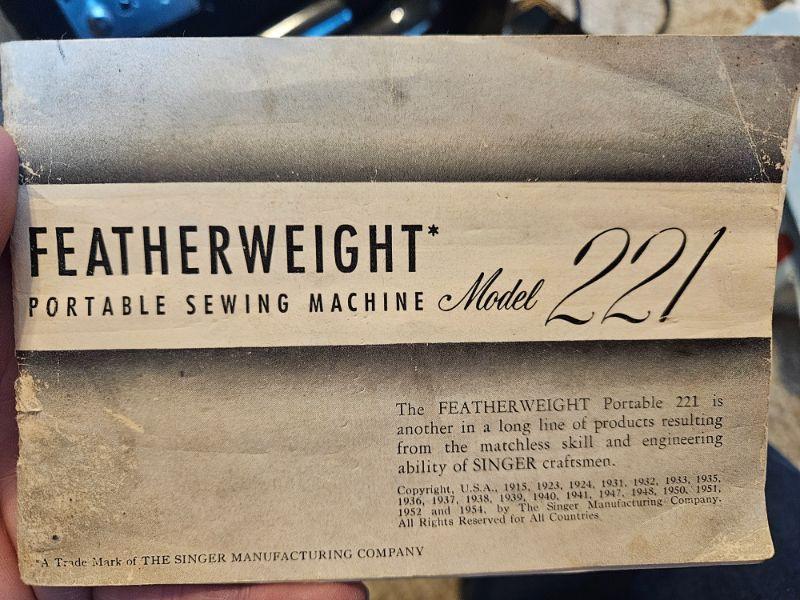 FEATHERWEIGHT*
PORTABLE SEWING MACHINE Model 221
The FEATHERWEIGHT Portable 221 is
another in a long line of products resulting
from the matchless skill and engineering
ability of SINGER craftsmen.
Copyright, U.S.A., 1915, 1923, 1924, 1931, 1932, 1933, 1935,
1936, 1937, 1938, 1939, 1940, 1941, 1947, 1948, 1950, 1951,
1952 and 1954, by The Singer Manufacturing Company.
All Rights Reserved for All Countries
*A Trade Mark of THE SINGER MANUFACTURING COMPANY